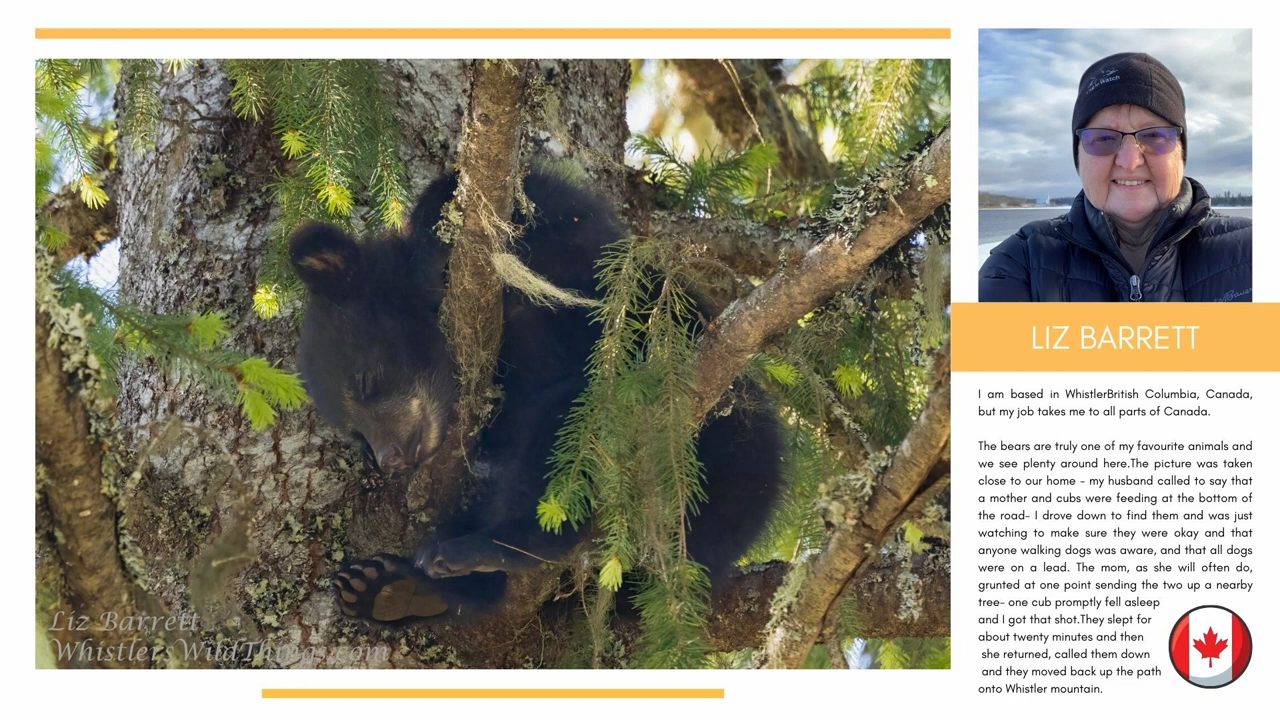 Liz Barrett
WhistlersWildThings.com
LIZ BARRETT
I am based in WhistlerBritish Columbia, Canada,
but my job takes me to all parts of Canada.
The bears are truly one of my favourite animals and
we see plenty around here.The picture was taken
close to our home - my husband called to say that
a mother and cubs were feeding at the bottom of
the road- I drove down to find them and was just
watching to make sure they were okay and that
anyone walking dogs was aware, and that all dogs
were on a lead. The mom, as she will often do,
grunted at one point sending the two up a nearby
tree- one cub promptly fell asleep
and I got that shot.They slept for
about twenty minutes and then
she returned, called them down
and they moved back up the path
onto Whistler mountain.